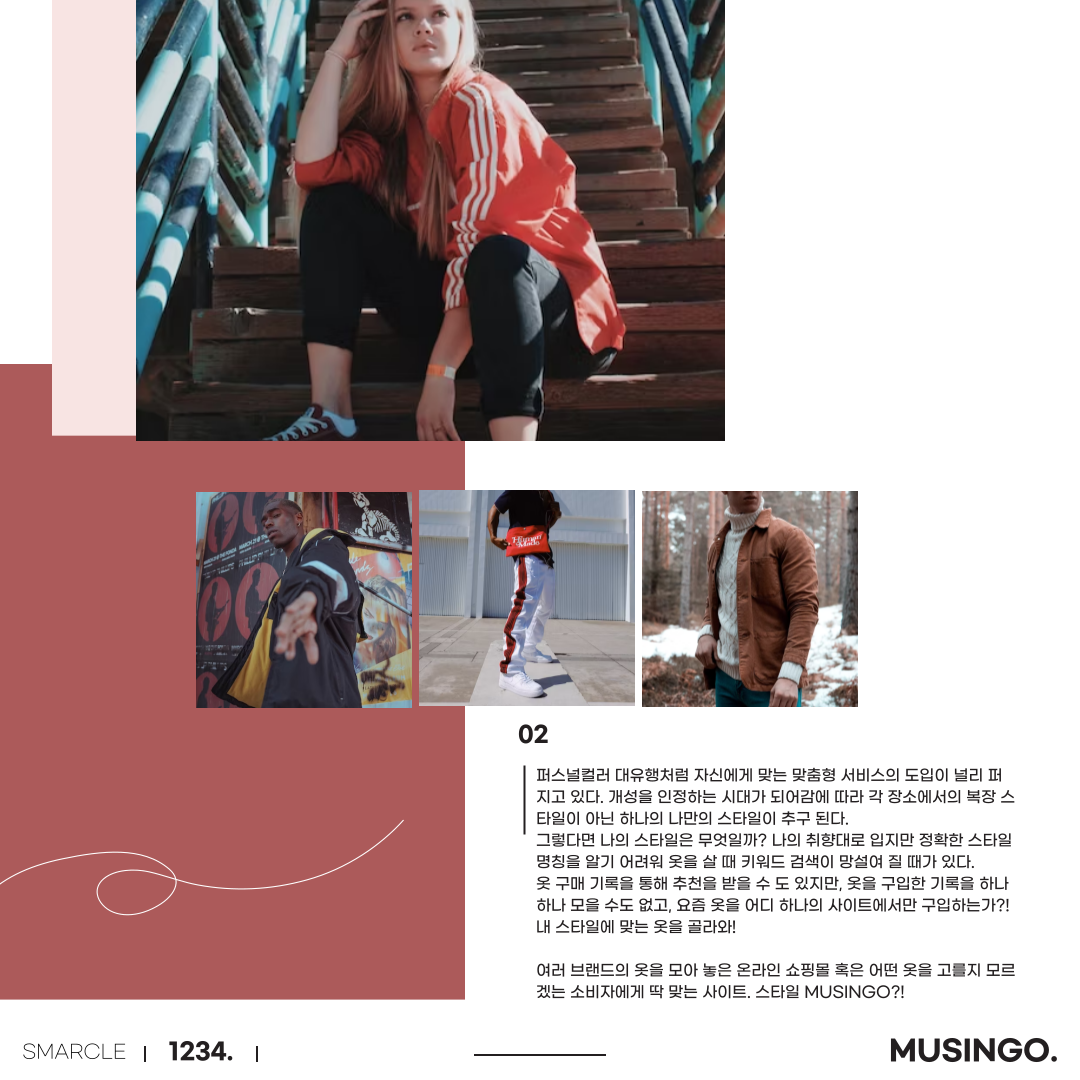 Human
Made
02
퍼스널컬러 대유행처럼 자신에게 맞는 맞춤형 서비스의 도입이 널리 퍼
지고 있다. 개성을 인정하는 시대가 되어감에 따라 각 장소에서의 복장 스
타일이 아닌 하나의 나만의 스타일이 추구 된다.
그렇다면 나의 스타일은 무엇일까? 나의 취향대로 입지만 정확한 스타일
명칭을 알기 어려워 옷을 살 때 키워드 검색이 망설여 질 때가 있다.
옷 구매 기록을 통해 추천을 받을 수 도 있지만, 옷을 구입한 기록을 하나
하나 모을 수도 없고, 요즘 옷을 어디 하나의 사이트에서만 구입하는가?!
내 스타일에 맞는 옷을 골라와!
여러 브랜드의 옷을 모아 놓은 온라인 쇼핑몰 혹은 어떤 옷을 고를지 모르
겠는 소비자에게 딱 맞는 사이트. 스타일 MUSINGO?!
SMARCLE | 1234. |
MUSINGO.